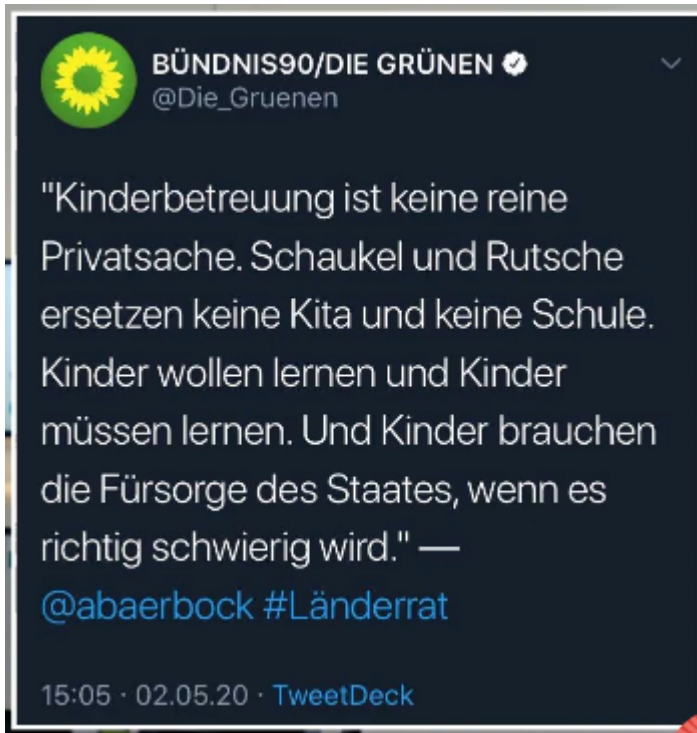 BÜNDNIS90/DIE GRÜNEN
@Die_Gruenen
"Kinderbetreuung ist keine reine
Privatsache. Schaukel und Rutsche
ersetzen keine Kita und keine Schule.
Kinder wollen lernen und Kinder
müssen lernen. Und Kinder brauchen
die Fürsorge des Staates, wenn es
richtig schwierig wird." —
@abaerbock #Länderrat
15:05 · 02.05.20 · TweetDeck